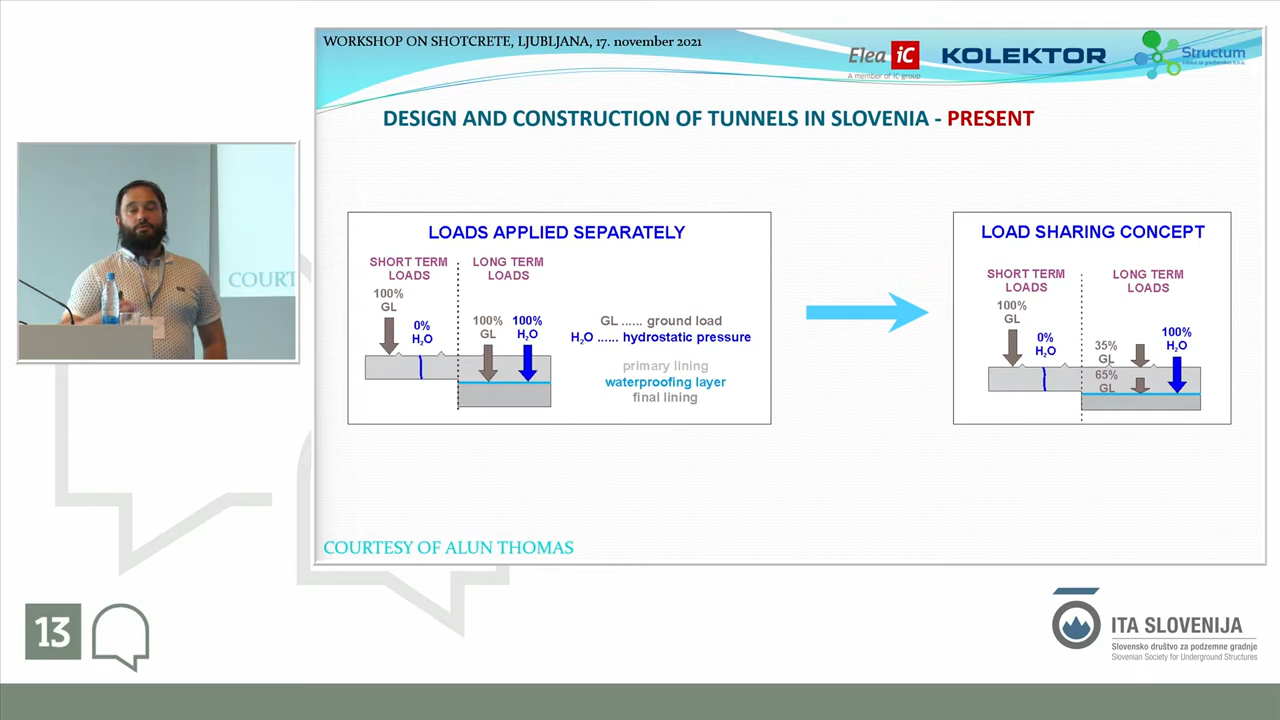 WORKSHOP ON SHOTCRETE, LJUBLJANA, 17. november 2021
Elea iC
A member of iC group
KOLEKTOR
Structum
DESIGN AND CONSTRUCTION OF TUNNELS IN SLOVENIA - PRESENT
LOADS APPLIED SEPARATELY
SHORT TERM
LOADS
LONG TERM
LOADS
100%
GL
0%
H₂O
100%
GL
100%
H₂O
GL ...... ground load
H₂O ...... hydrostatic pressure
primary lining
waterproofing layer
final lining
LOAD SHARING CONCEPT
SHORT TERM
LOADS
LONG TERM
LOADS
100%
GL
0%
H₂O
35%
GL
65%
GL
100%
H₂O
COURT
COURTESY OF ALUN THOMAS
13
ITA SLOVENIJA
Slovensko društvo za podzemne gradnje
Slovenian Society for Underground Structures